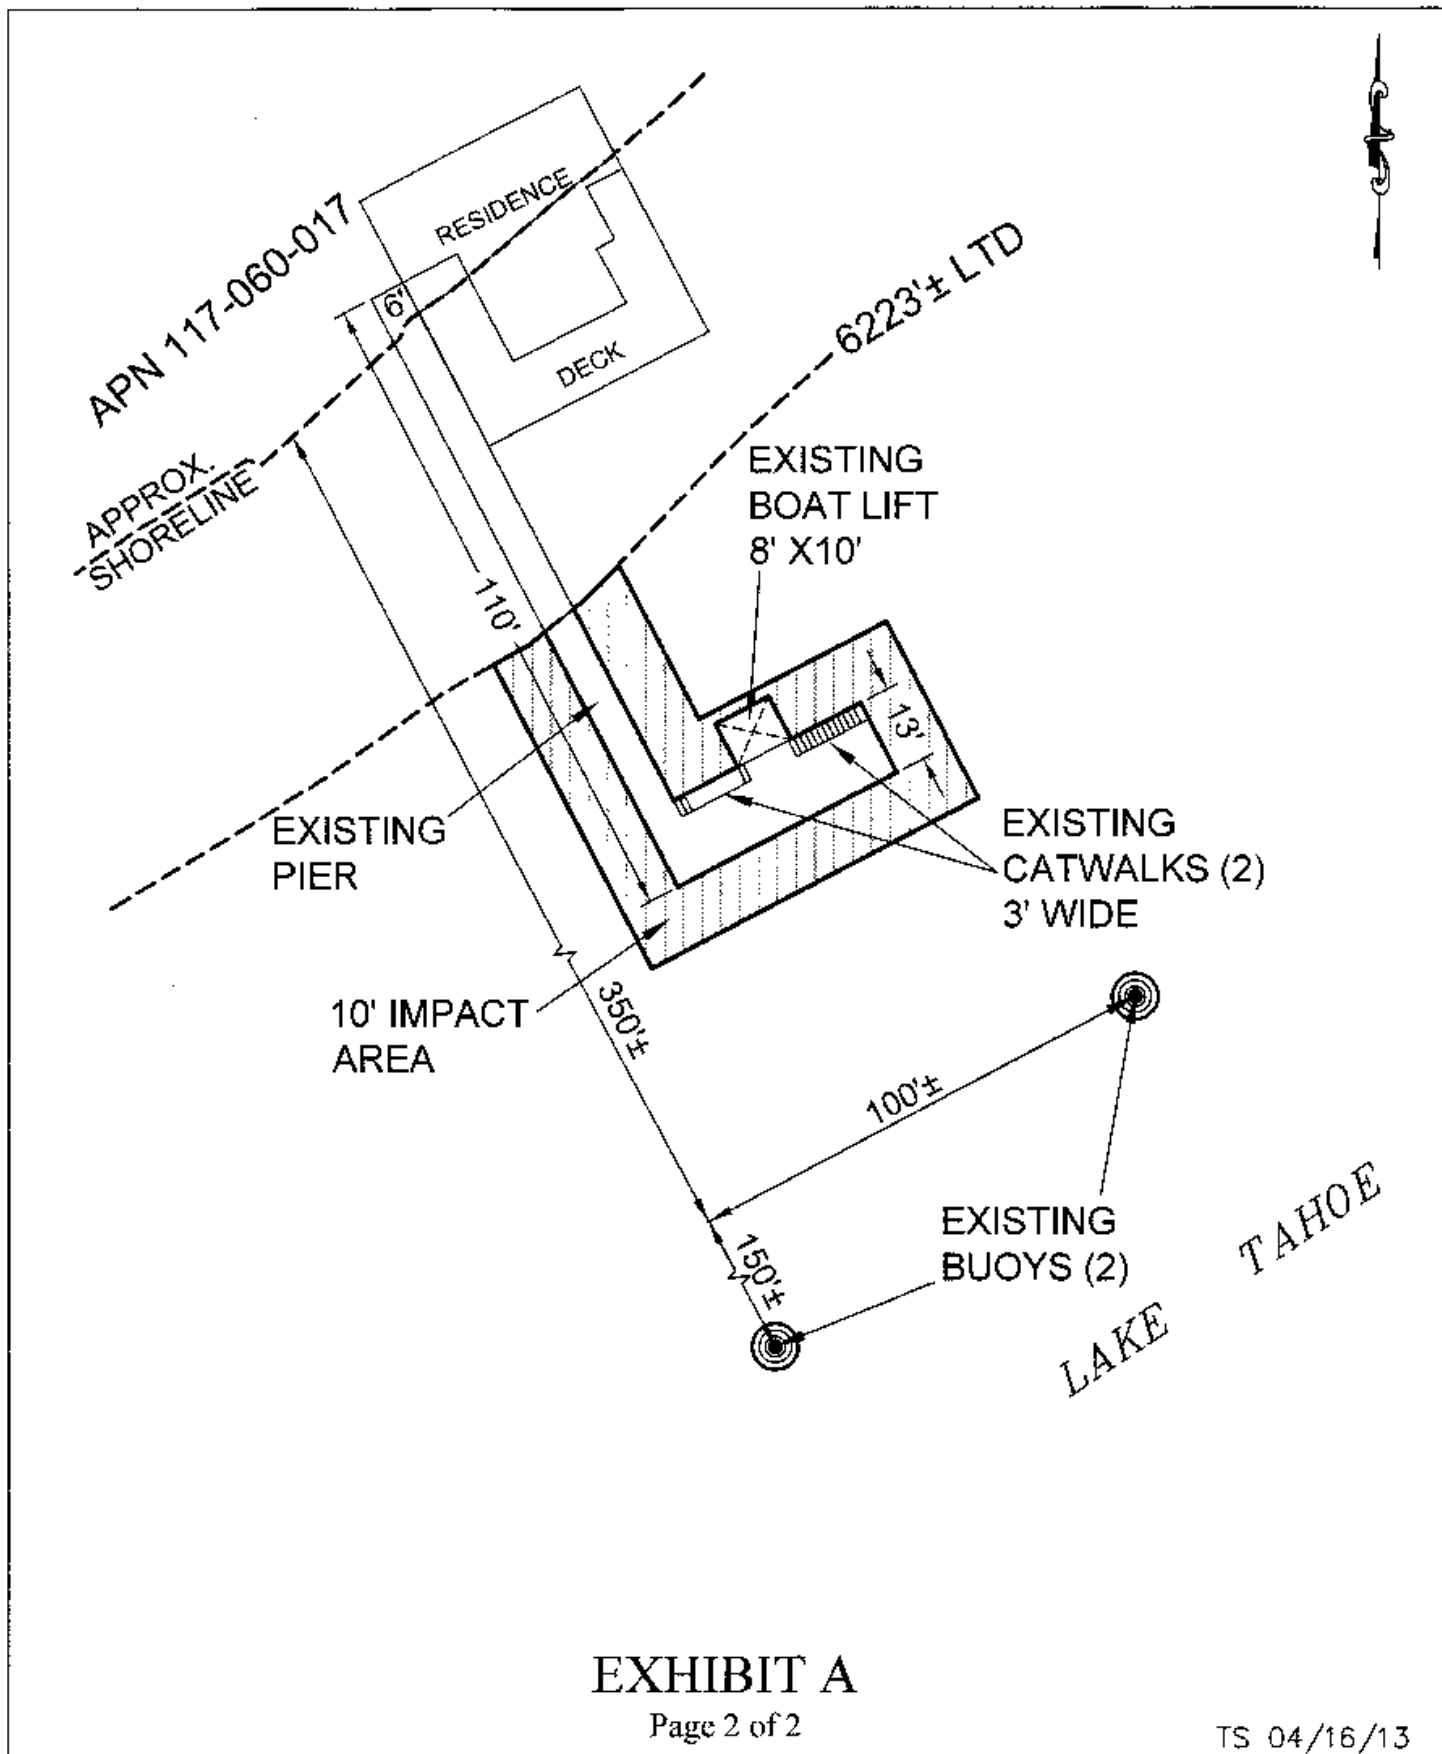 RESIDENCE
APN 117-060-017
6'
6223'± LTD
DECK
EXISTING
BOAT LIFT
8' X10'
APPROX.
SHORELINE
110'
13'
EXISTING
PIER
EXISTING
CATWALKS (2)
3' WIDE
10' IMPACT
AREA
350'±
100'±
150'±
EXISTING
BUOYS (2)
LAKE TAHOE
EXHIBIT A
Page 2 of 2
TS 04/16/13